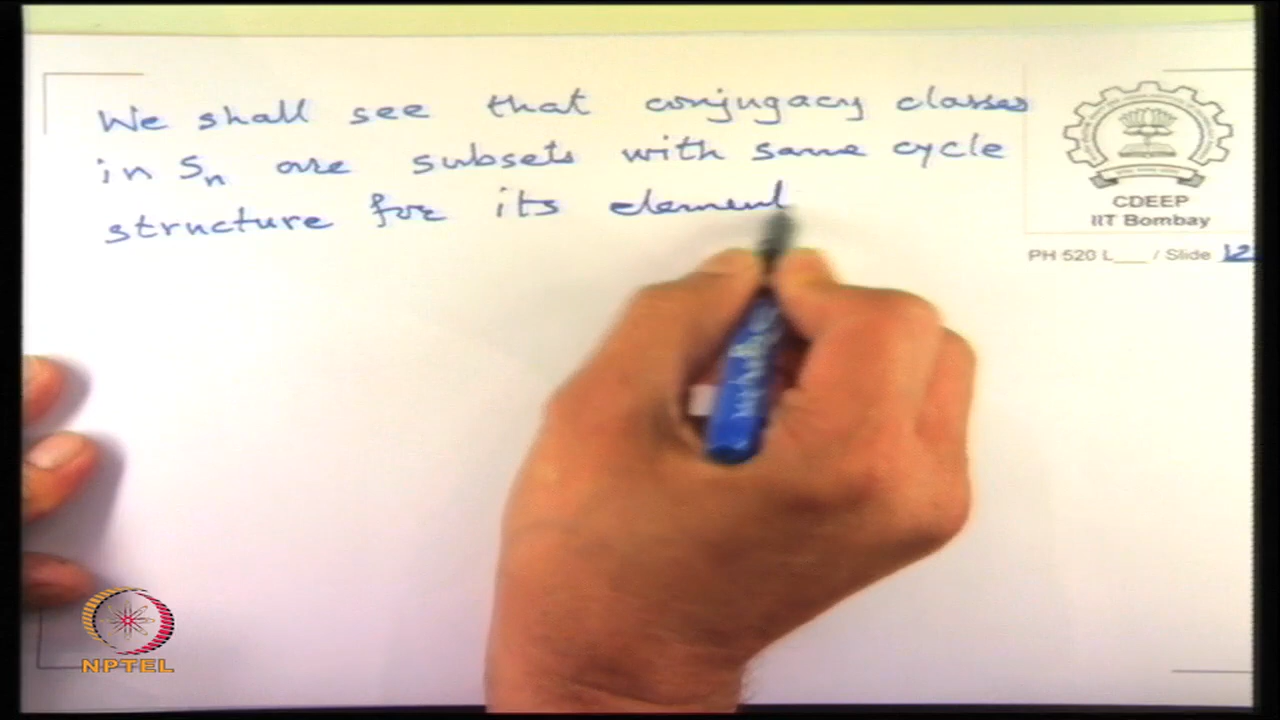 We shall see that conjugacy classes
in Sn are subsets with same cycle
structure for its element
CDEEP
IIT Bombay
PH 520 L___ / Slide 12
NPTEL